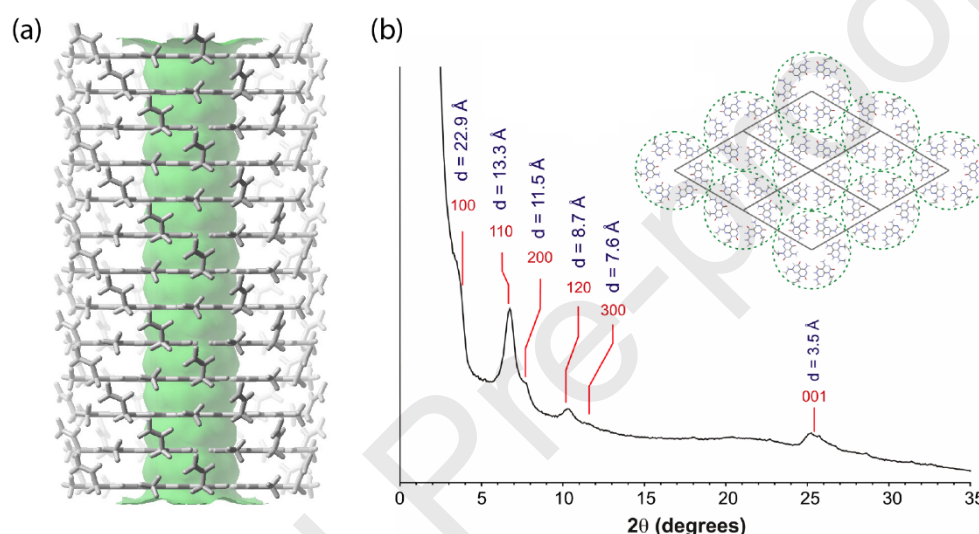 (a)
(b)
100 d = 22.9 Å
110 d = 13.3 Å
200 d = 11.5 Å
120 d = 8.7 Å
300 d = 7.6 Å
001 d = 3.5 Å
0 5 10 15 20 25 30 35
2θ (degrees)
Pre-proo